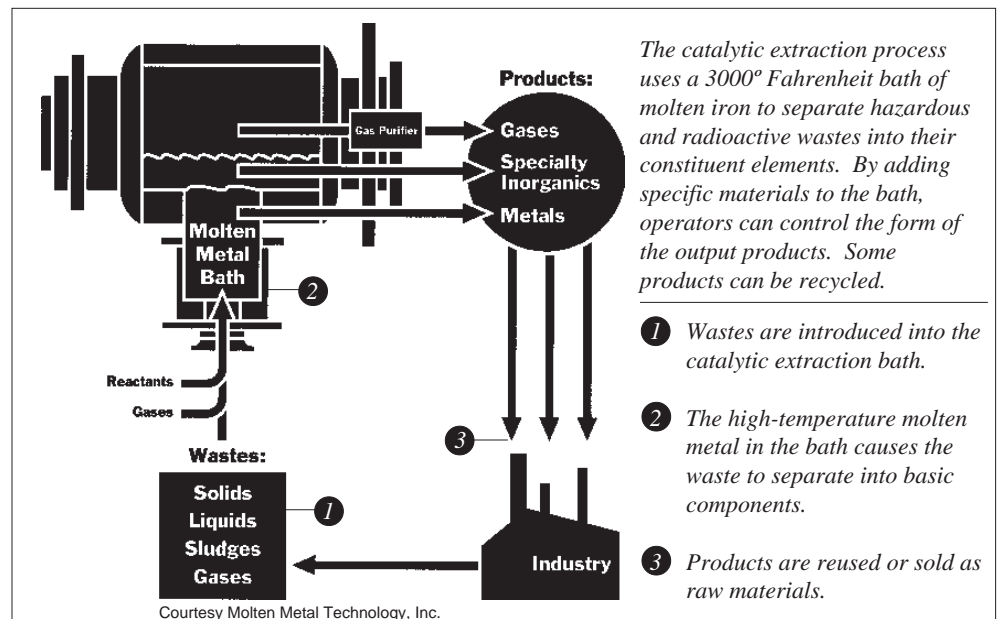 Products:
Gas Purifier
Gases
Specialty
Inorganics
Metals
Molten
Metal
Bath
2
Reactants
Gases
Wastes:
Solids
Liquids
Sludges
Gases
1
3
Industry
Courtesy Molten Metal Technology, Inc.
The catalytic extraction process
uses a 3000º Fahrenheit bath of
molten iron to separate hazardous
and radioactive wastes into their
constituent elements. By adding
specific materials to the bath,
operators can control the form of
the output products. Some
products can be recycled.
1 Wastes are introduced into the
catalytic extraction bath.
2 The high-temperature molten
metal in the bath causes the
waste to separate into basic
components.
3 Products are reused or sold as
raw materials.